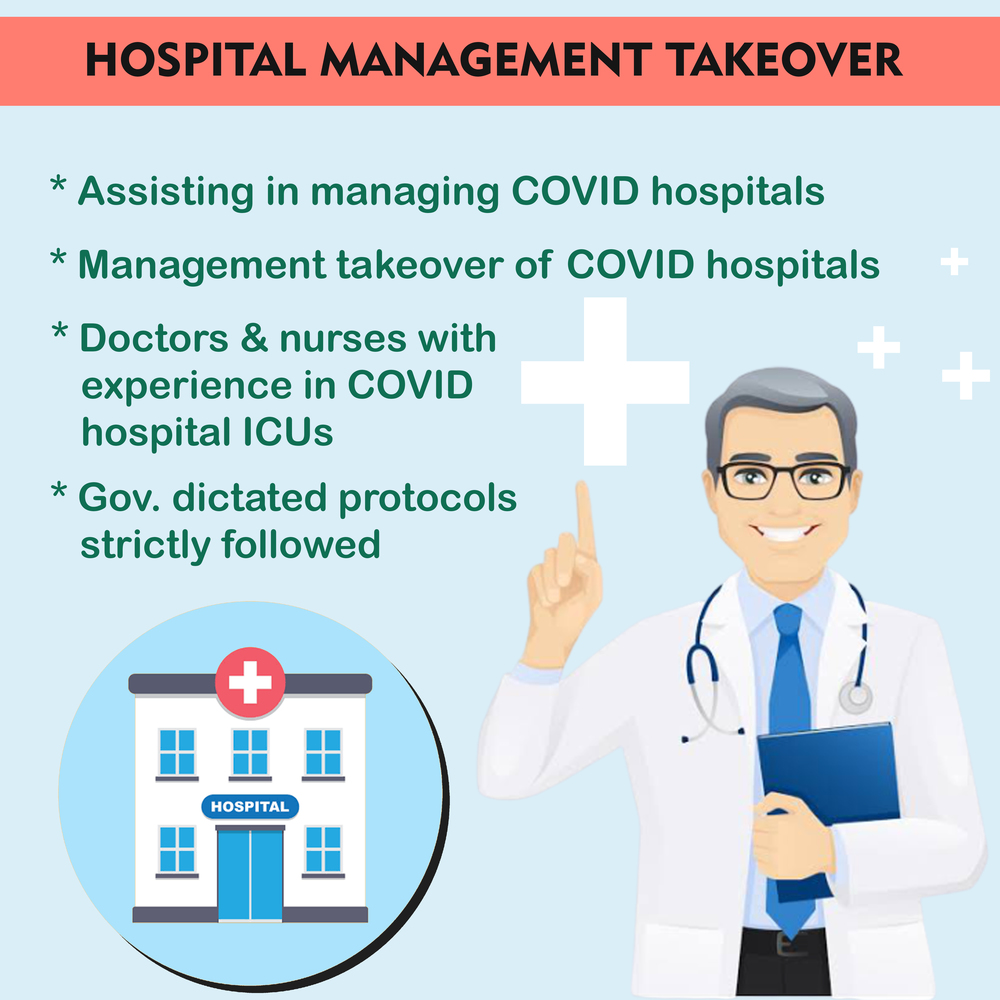 HOSPITAL MANAGEMENT TAKEOVER
* Assisting in managing COVID hospitals
* Management takeover of COVID hospitals
* Doctors & nurses with
experience in COVID
hospital ICUs
* Gov. dictated protocols
strictly followed
HOSPITAL